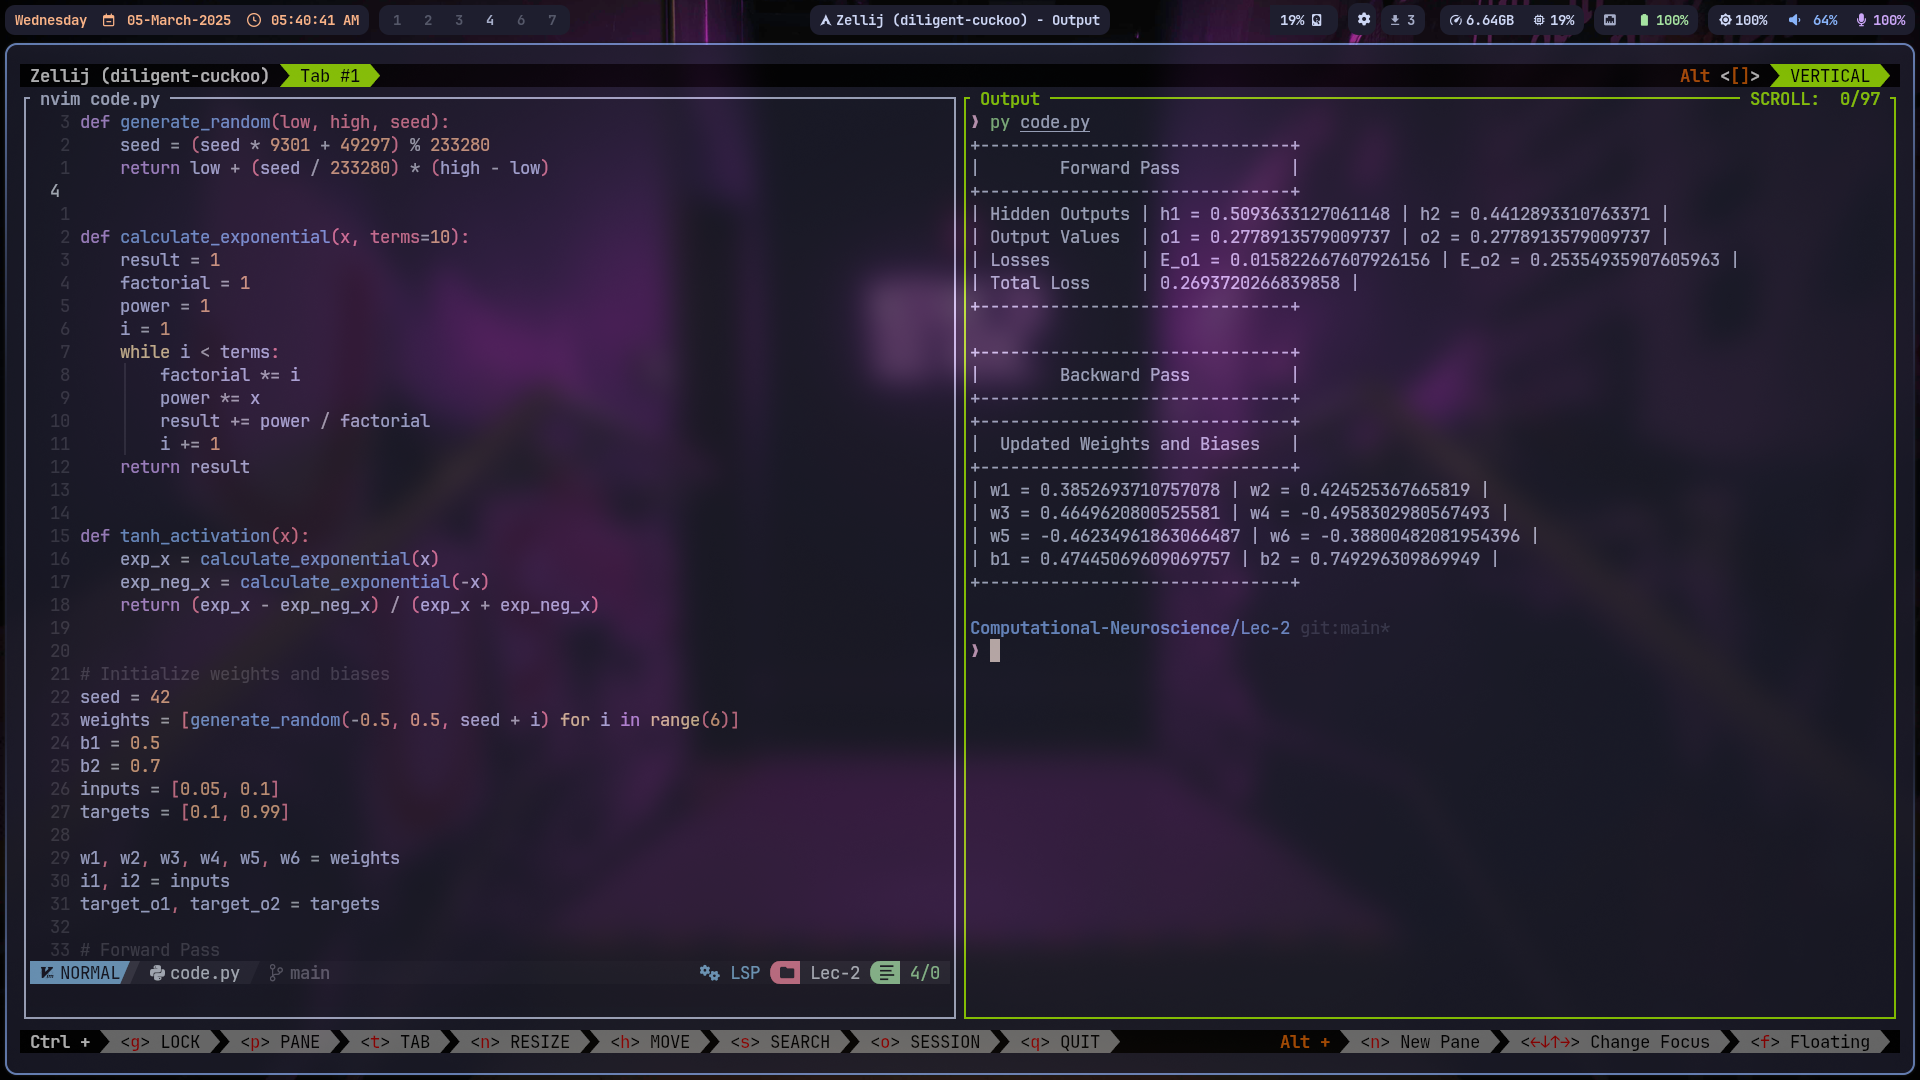 Wednesday 05-March-2025 05:40:41 AM 1 2 3 4 6 7 Zellij (diligent-cuckoo) - Output 19% 3 6.64GB 19% 100% 100% 64% 100%
Zellij (diligent-cuckoo) Tab #1 Alt <[]> VERTICAL
nvim code.py
3 def generate_random(low, high, seed):
2     seed = (seed * 9301 + 49297) % 233280
1     return low + (seed / 233280) * (high - low)
4
1
2 def calculate_exponential(x, terms=10):
3     result = 1
4     factorial = 1
5     power = 1
6     i = 1
7     while i < terms:
8         factorial *= i
9         power *= x
10         result += power / factorial
11         i += 1
12     return result
13
14
15 def tanh_activation(x):
16     exp_x = calculate_exponential(x)
17     exp_neg_x = calculate_exponential(-x)
18     return (exp_x - exp_neg_x) / (exp_x + exp_neg_x)
19
20
21 # Initialize weights and biases
22 seed = 42
23 weights = [generate_random(-0.5, 0.5, seed + i) for i in range(6)]
24 b1 = 0.5
25 b2 = 0.7
26 inputs = [0.05, 0.1]
27 targets = [0.1, 0.99]
28
29 w1, w2, w3, w4, w5, w6 = weights
30 i1, i2 = inputs
31 target_o1, target_o2 = targets
32
33 # Forward Pass
NORMAL code.py main LSP Lec-2 4/0
Output SCROLL: 0/97
❯ py code.py
+-------------------------------+
|        Forward Pass           |
+-------------------------------+
| Hidden Outputs | h1 = 0.5093633127061148 | h2 = 0.4412893310763371 |
| Output Values  | o1 = 0.2778913579009737 | o2 = 0.2778913579009737 |
| Losses         | E_o1 = 0.015822667607926156 | E_o2 = 0.25354935907605963 |
| Total Loss     | 0.2693720266839858 |
+-------------------------------+
+-------------------------------+
|        Backward Pass          |
+-------------------------------+
+-------------------------------+
|  Updated Weights and Biases   |
+-------------------------------+
| w1 = 0.3852693710757078 | w2 = 0.424525367665819 |
| w3 = 0.4649620800525581 | w4 = -0.4958302980567493 |
| w5 = -0.46234961863066487 | w6 = -0.38800482081954396 |
| b1 = 0.47445069609069757 | b2 = 0.749296309869949 |
+-------------------------------+
Computational-Neuroscience/Lec-2 git:main*
❯
Ctrl + <g> LOCK <p> PANE <t> TAB <n> RESIZE <h> MOVE <s> SEARCH <o> SESSION <q> QUIT Alt + <n> New Pane <←↓↑→> Change Focus <f> Floating